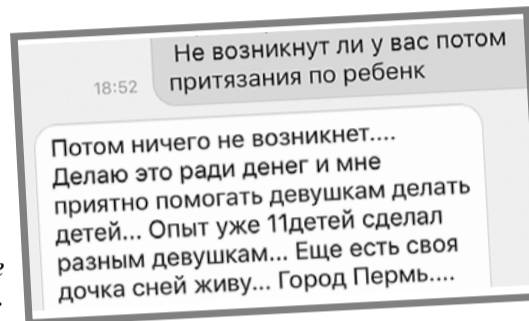 Не возникнут ли у вас потом
18:52
притязания по ребенк
Потом ничего не возникнет....
Делаю это ради денег и мне
приятно помогать девушкам делать
детей... Опыт уже 11детей сделал
разным девушкам... Еще есть своя
дочка сней живу... Город Пермь....